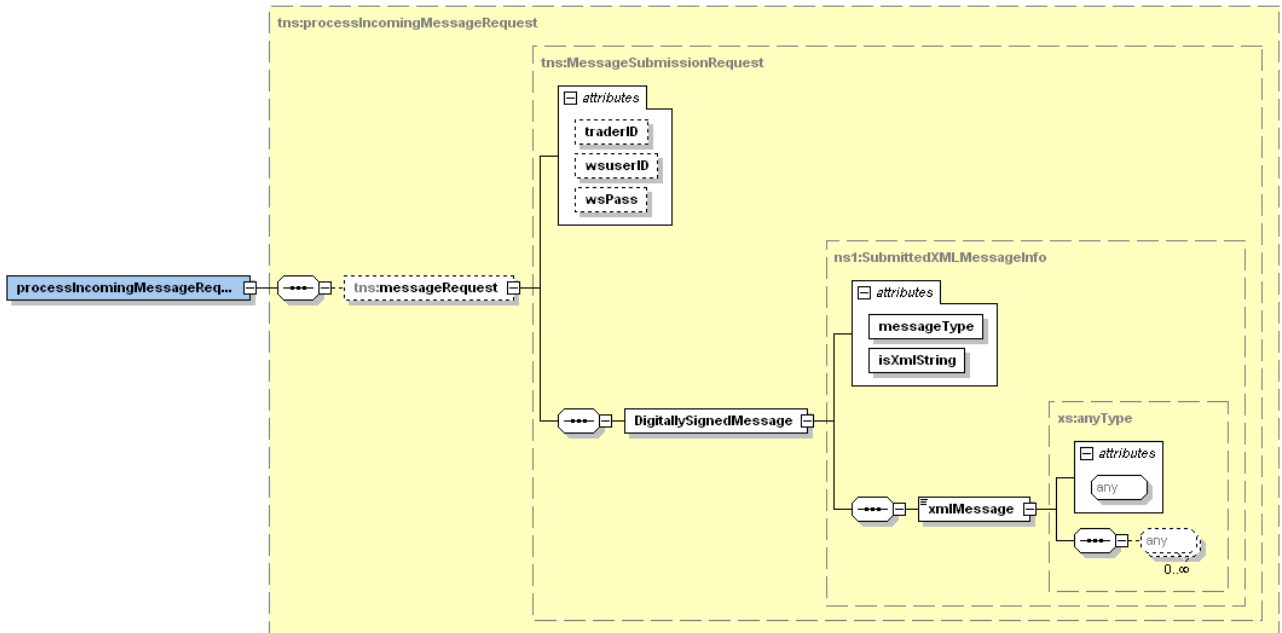 tns:processIncomingMessageRequest
tns:MessageSubmissionRequest
attributes
traderID
wsuserID
wsPass
ns1:SubmittedXMLMessageInfo
processIncomingMessageReq...
tns:messageRequest
attributes
messageType
isXmlString
DigitallySignedMessage
xs:anyType
attributes
any
xmlMessage
any
0..∞